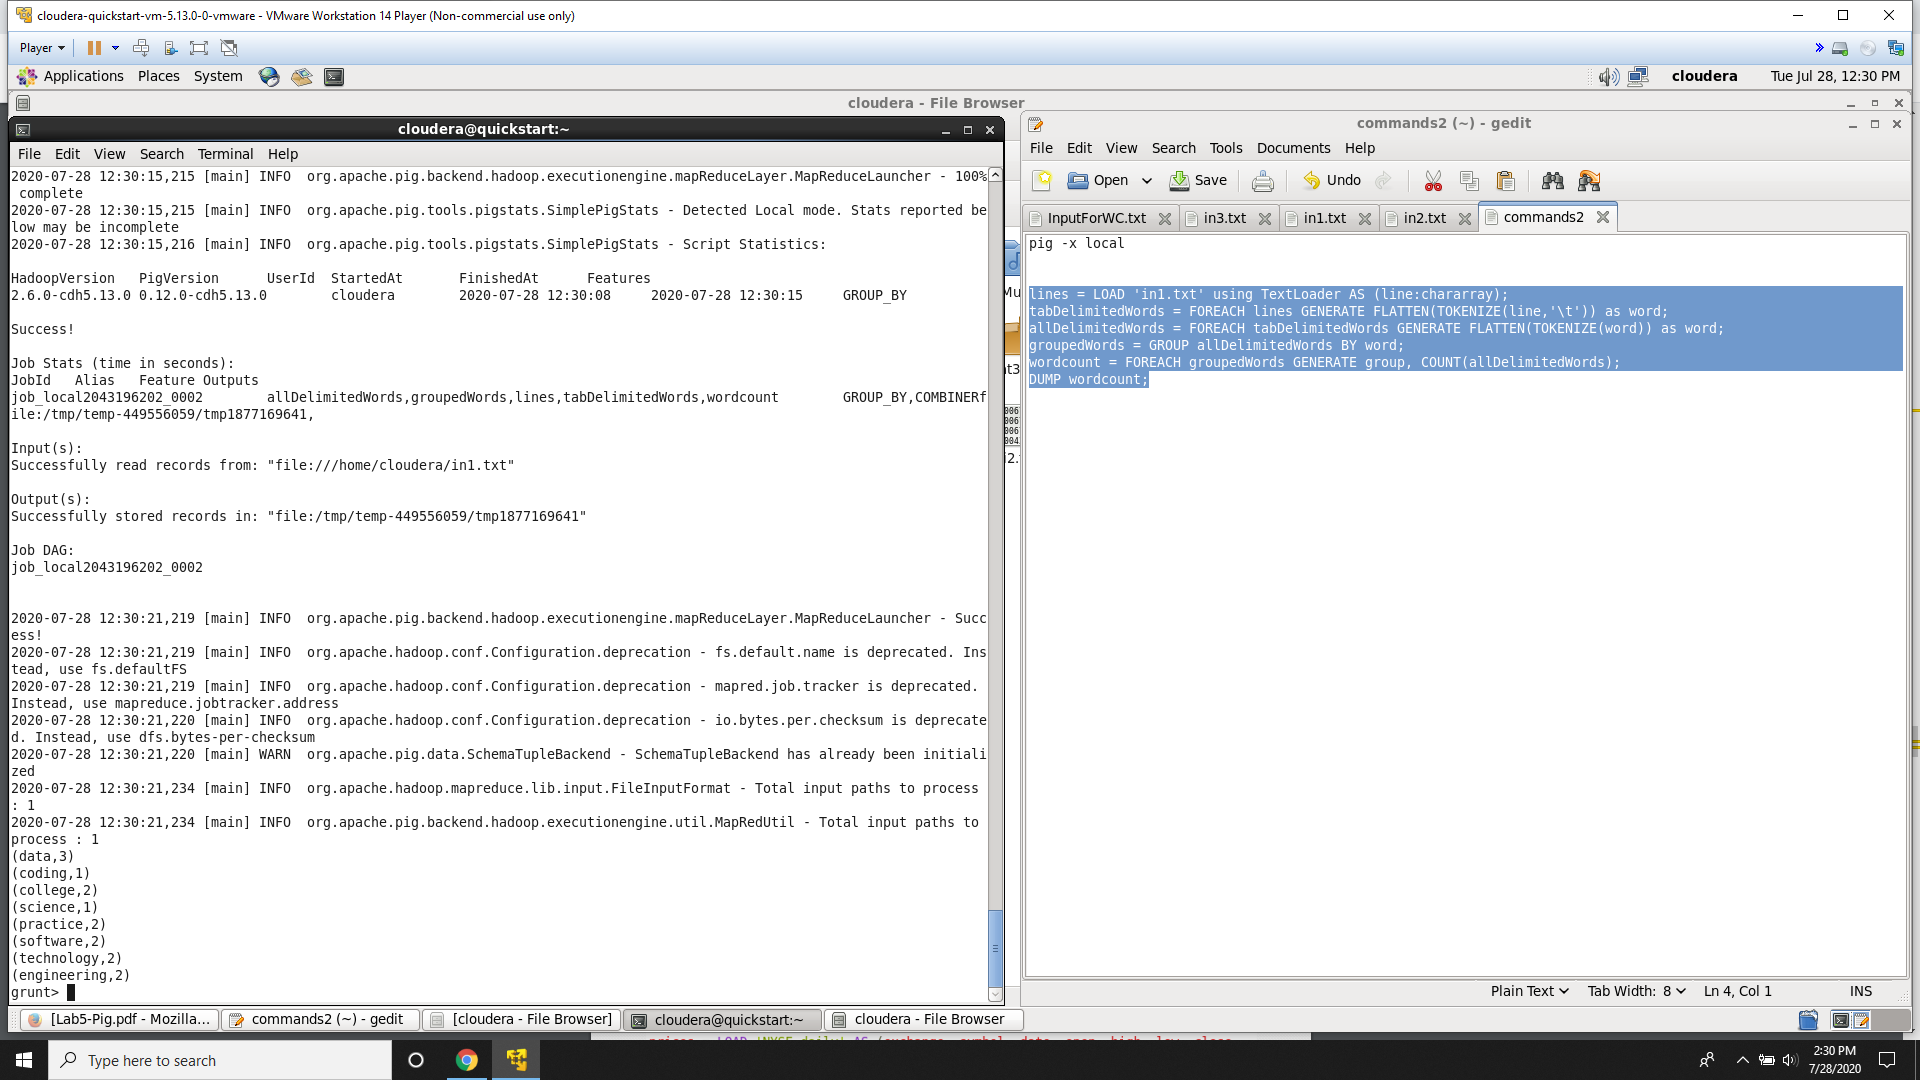 cloudera-quickstart-vm-5.13.0-0-vmware - VMware Workstation 14 Player (Non-commercial use only)
Player
Applications Places System cloudera Tue Jul 28, 12:30 PM
cloudera - File Browser
cloudera@quickstart:~
File Edit View Search Terminal Help
2020-07-28 12:30:15,215 [main] INFO  org.apache.pig.backend.hadoop.executionengine.mapReduceLayer.MapReduceLauncher - 100%
 complete
2020-07-28 12:30:15,215 [main] INFO  org.apache.pig.tools.pigstats.SimplePigStats - Detected Local mode. Stats reported be
low may be incomplete
2020-07-28 12:30:15,216 [main] INFO  org.apache.pig.tools.pigstats.SimplePigStats - Script Statistics:
HadoopVersion PigVersion UserId StartedAt FinishedAt Features
2.6.0-cdh5.13.0 0.12.0-cdh5.13.0 cloudera 2020-07-28 12:30:08 2020-07-28 12:30:15 GROUP_BY
Success!
Job Stats (time in seconds):
JobId Alias Feature Outputs
job_local2043196202_0002 allDelimitedWords,groupedWords,lines,tabDelimitedWords,wordcount GROUP_BY,COMBINERf
ile:/tmp/temp-449556059/tmp1877169641,
Input(s):
Successfully read records from: "file:///home/cloudera/in1.txt"
Output(s):
Successfully stored records in: "file:/tmp/temp-449556059/tmp1877169641"
Job DAG:
job_local2043196202_0002
2020-07-28 12:30:21,219 [main] INFO  org.apache.pig.backend.hadoop.executionengine.mapReduceLayer.MapReduceLauncher - Succ
ess!
2020-07-28 12:30:21,219 [main] INFO  org.apache.hadoop.conf.Configuration.deprecation - fs.default.name is deprecated. Ins
tead, use fs.defaultFS
2020-07-28 12:30:21,219 [main] INFO  org.apache.hadoop.conf.Configuration.deprecation - mapred.job.tracker is deprecated.
Instead, use mapreduce.jobtracker.address
2020-07-28 12:30:21,220 [main] INFO  org.apache.hadoop.conf.Configuration.deprecation - io.bytes.per.checksum is deprecate
d. Instead, use dfs.bytes-per-checksum
2020-07-28 12:30:21,220 [main] WARN  org.apache.pig.data.SchemaTupleBackend - SchemaTupleBackend has already been initiali
zed
2020-07-28 12:30:21,234 [main] INFO  org.apache.hadoop.mapreduce.lib.input.FileInputFormat - Total input paths to process
: 1
2020-07-28 12:30:21,234 [main] INFO  org.apache.pig.backend.hadoop.executionengine.util.MapRedUtil - Total input paths to
process : 1
(data,3)
(coding,1)
(college,2)
(science,1)
(practice,2)
(software,2)
(technology,2)
(engineering,2)
grunt>
commands2 (~) - gedit
File Edit View Search Tools Documents Help
Open Save Undo
InputForWC.txt in3.txt in1.txt in2.txt commands2
pig -x local
lines = LOAD 'in1.txt' using TextLoader AS (line:chararray);
tabDelimitedWords = FOREACH lines GENERATE FLATTEN(TOKENIZE(line,'\t')) as word;
allDelimitedWords = FOREACH tabDelimitedWords GENERATE FLATTEN(TOKENIZE(word)) as word;
groupedWords = GROUP allDelimitedWords BY word;
wordcount = FOREACH groupedWords GENERATE group, COUNT(allDelimitedWords);
DUMP wordcount;
Plain Text Tab Width: 8 Ln 4, Col 1 INS
[Lab5-Pig.pdf - Mozilla... commands2 (~) - gedit [cloudera - File Browser] cloudera@quickstart:~ cloudera - File Browser
Type here to search
2:30 PM
7/28/2020